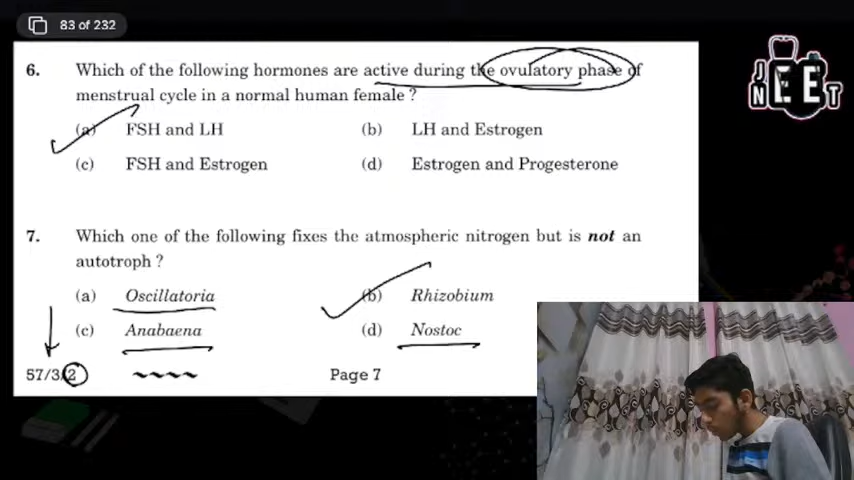 83 of 232
6. Which of the following hormones are active during the ovulatory phase of
menstrual cycle in a normal human female ?
(a) FSH and LH (b) LH and Estrogen
(c) FSH and Estrogen (d) Estrogen and Progesterone
7. Which one of the following fixes the atmospheric nitrogen but is not an
autotroph ?
(a) Oscillatoria (b) Rhizobium
(c) Anabaena (d) Nostoc
57/3/2 Page 7
J
NEET